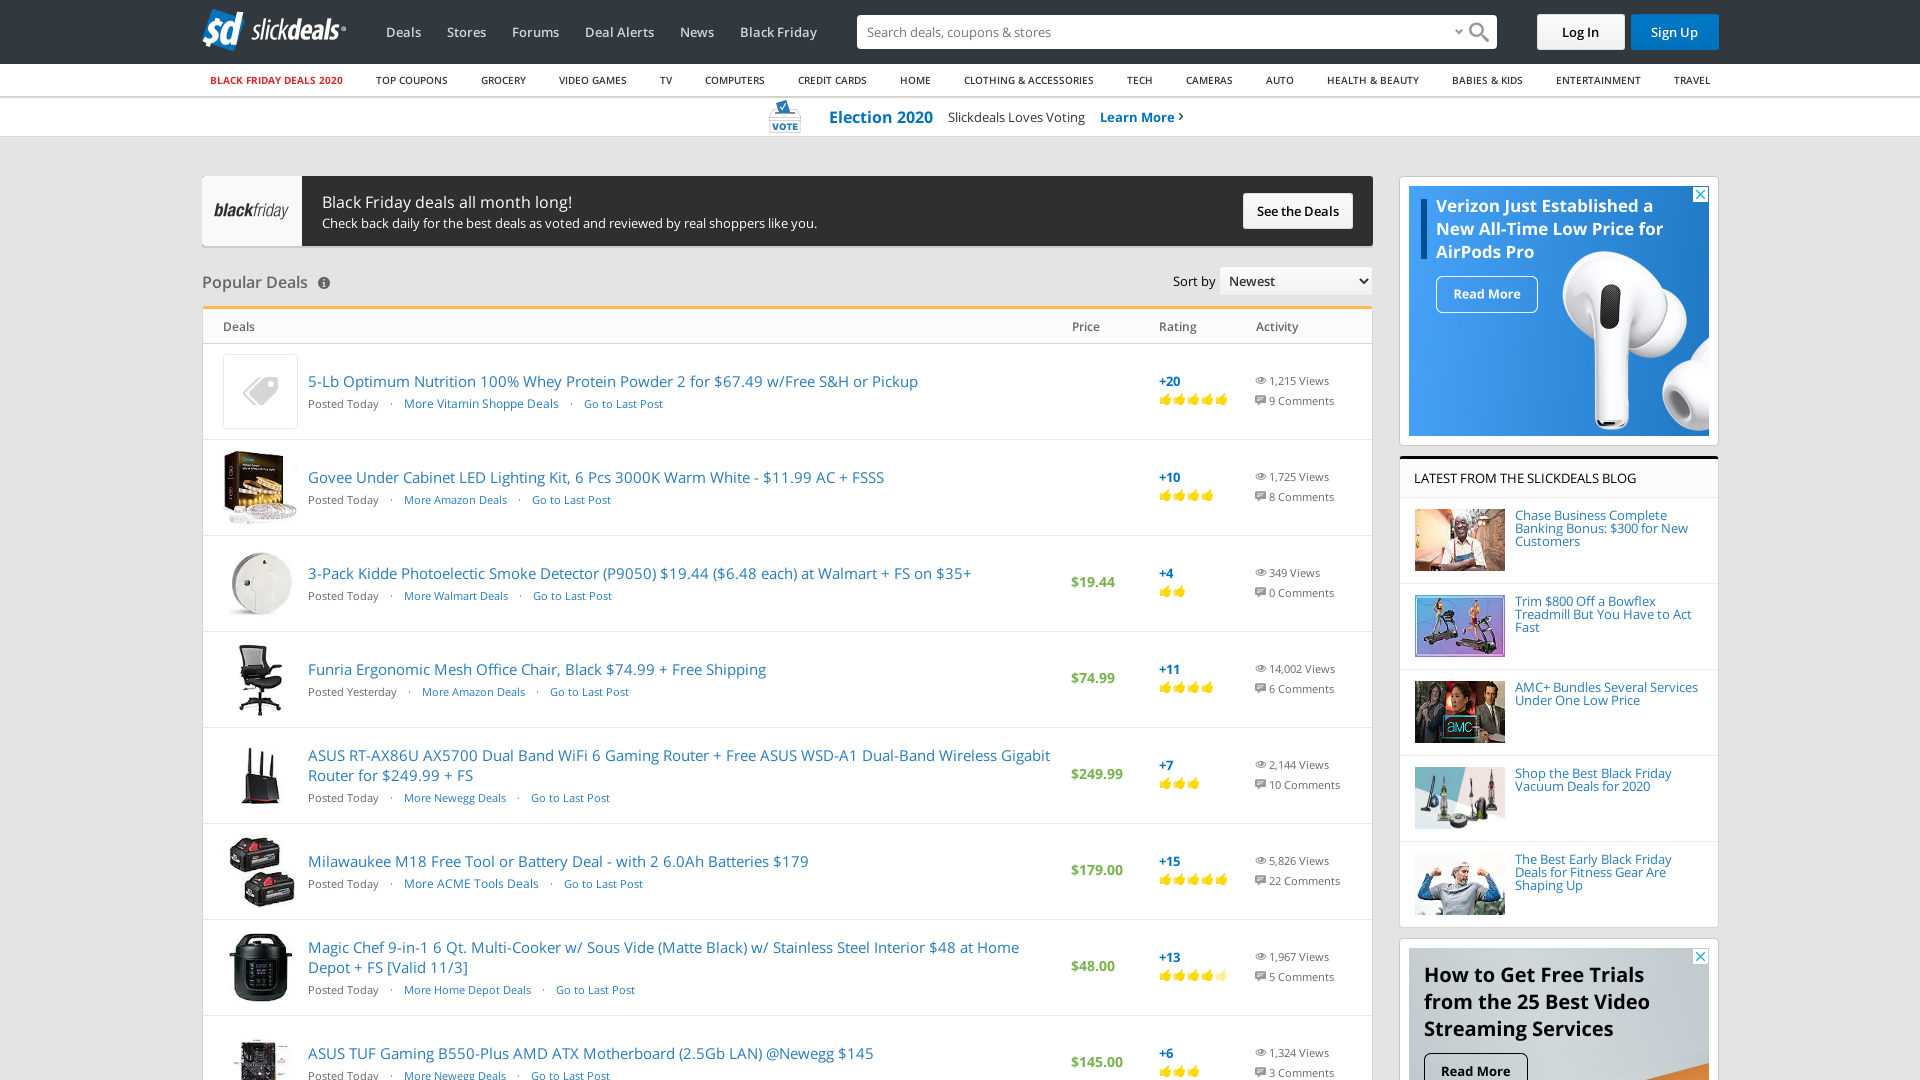 sd slickdeals
Deals Stores Forums Deal Alerts News Black Friday
Search deals, coupons & stores
Log In Sign Up
BLACK FRIDAY DEALS 2020 TOP COUPONS GROCERY VIDEO GAMES TV COMPUTERS CREDIT CARDS HOME CLOTHING & ACCESSORIES TECH CAMERAS AUTO HEALTH & BEAUTY BABIES & KIDS ENTERTAINMENT TRAVEL
VOTE Election 2020 Slickdeals Loves Voting Learn More
blackfriday
Black Friday deals all month long!
Check back daily for the best deals as voted and reviewed by real shoppers like you.
See the Deals
Popular Deals
Sort by Newest
Deals Price Rating Activity
5-Lb Optimum Nutrition 100% Whey Protein Powder 2 for $67.49 w/Free S&H or Pickup
Posted Today · More Vitamin Shoppe Deals · Go to Last Post
+20
1,215 Views
9 Comments
Govee Under Cabinet LED Lighting Kit, 6 Pcs 3000K Warm White - $11.99 AC + FSSS
Posted Today · More Amazon Deals · Go to Last Post
+10
1,725 Views
8 Comments
3-Pack Kidde Photoelectic Smoke Detector (P9050) $19.44 ($6.48 each) at Walmart + FS on $35+
Posted Today · More Walmart Deals · Go to Last Post
$19.44
+4
349 Views
0 Comments
Funria Ergonomic Mesh Office Chair, Black $74.99 + Free Shipping
Posted Yesterday · More Amazon Deals · Go to Last Post
$74.99
+11
14,002 Views
6 Comments
ASUS RT-AX86U AX5700 Dual Band WiFi 6 Gaming Router + Free ASUS WSD-A1 Dual-Band Wireless Gigabit
Router for $249.99 + FS
Posted Today · More Newegg Deals · Go to Last Post
$249.99
+7
2,144 Views
10 Comments
Milawaukee M18 Free Tool or Battery Deal - with 2 6.0Ah Batteries $179
Posted Today · More ACME Tools Deals · Go to Last Post
$179.00
+15
5,826 Views
22 Comments
Magic Chef 9-in-1 6 Qt. Multi-Cooker w/ Sous Vide (Matte Black) w/ Stainless Steel Interior $48 at Home
Depot + FS [Valid 11/3]
Posted Today · More Home Depot Deals · Go to Last Post
$48.00
+13
1,967 Views
5 Comments
ASUS TUF Gaming B550-Plus AMD ATX Motherboard (2.5Gb LAN) @Newegg $145
Posted Today · More Newegg Deals · Go to Last Post
$145.00
+6
1,324 Views
3 Comments
Verizon Just Established a
New All-Time Low Price for
AirPods Pro
Read More
LATEST FROM THE SLICKDEALS BLOG
Chase Business Complete
Banking Bonus: $300 for New
Customers
Trim $800 Off a Bowflex
Treadmill But You Have to Act
Fast
AMC+ Bundles Several Services
Under One Low Price
aMC+
Shop the Best Black Friday
Vacuum Deals for 2020
The Best Early Black Friday
Deals for Fitness Gear Are
Shaping Up
How to Get Free Trials
from the 25 Best Video
Streaming Services
Read More